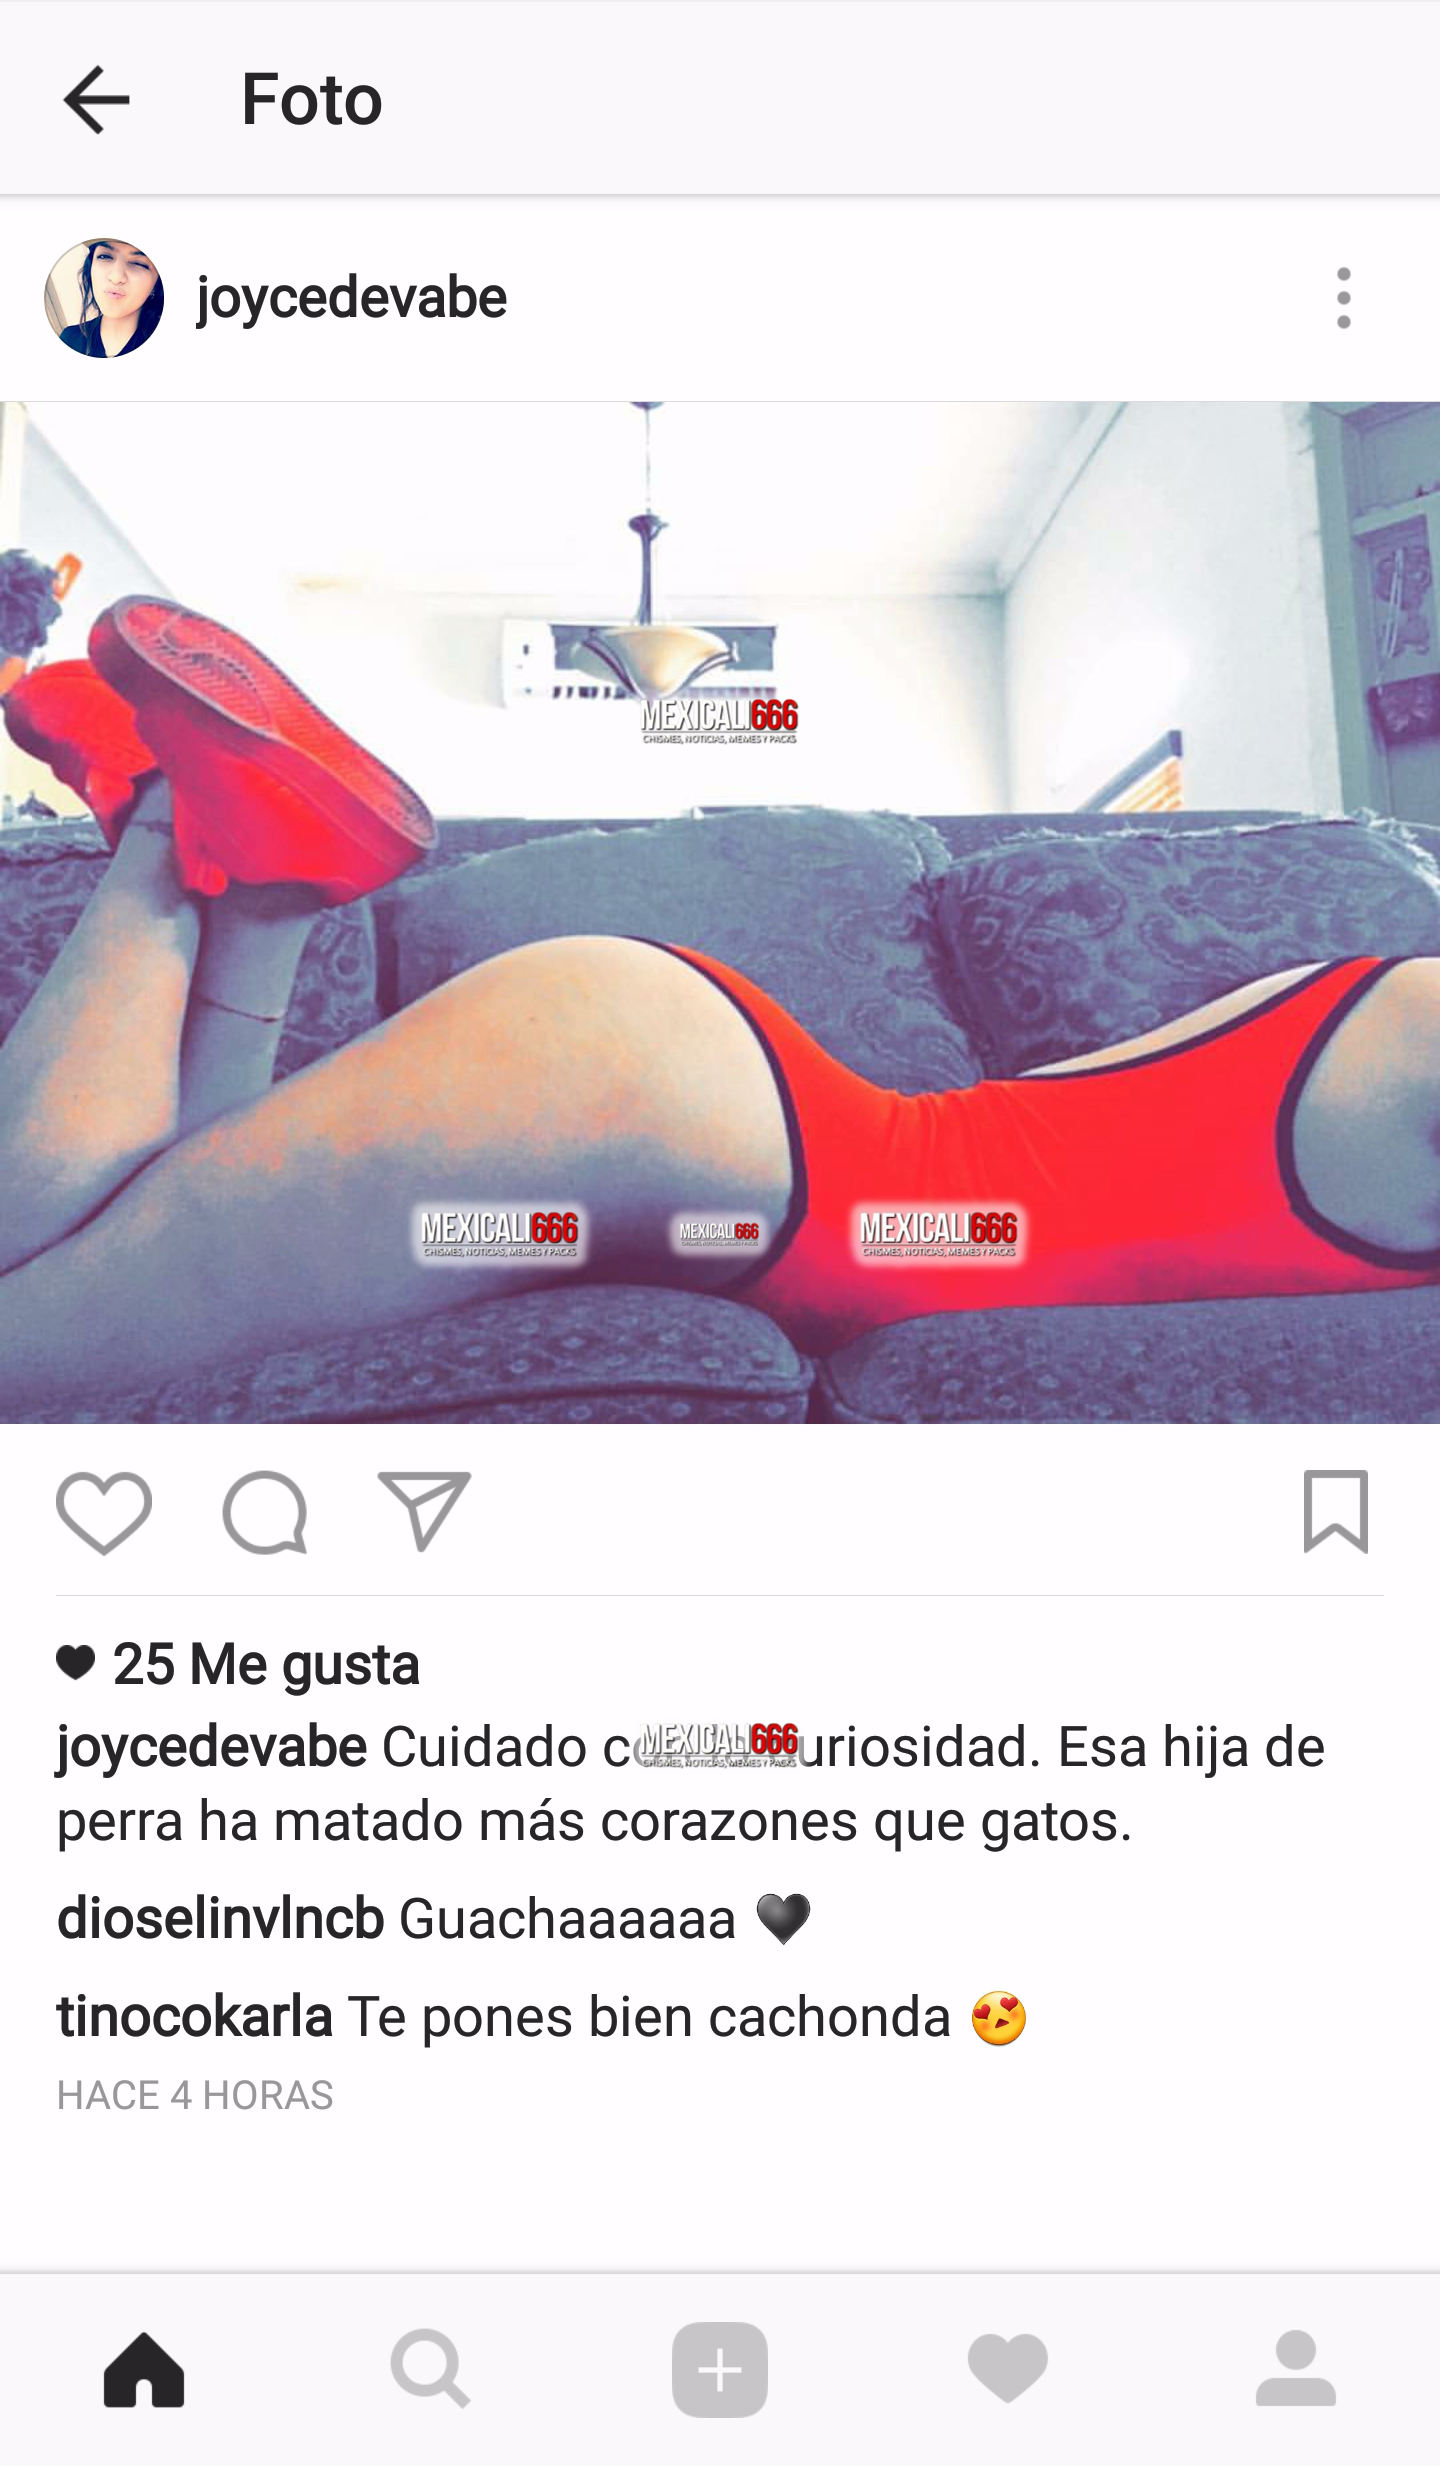 Foto
joycedevabe
MEXICALI666
CHISMES, NOTICIAS, MEMES Y PACKS
MEXICALI666
CHISMES, NOTICIAS, MEMES Y PACKS
MEXICALI666
MEXICALI666
CHISMES, NOTICIAS, MEMES Y PACKS
25 Me gusta
joycedevabe Cuidado MEXICALI666 uriosidad. Esa hija de
CHISMES, NOTICIAS, MEMES Y PACKS
perra ha matado más corazones que gatos.
dioselinvlncb Guachaaaaaa 🖤
tinocokarla Te pones bien cachonda 😍
HACE 4 HORAS